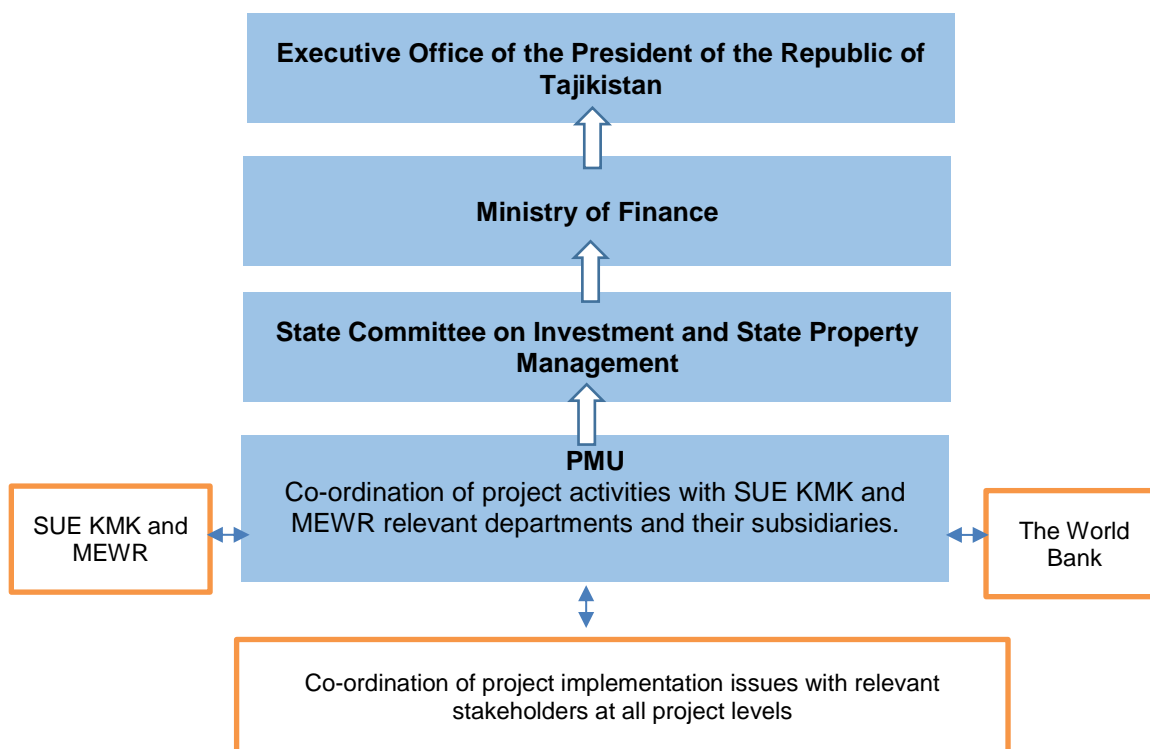 Executive Office of the President of the Republic of
Tajikistan
Ministry of Finance
State Committee on Investment and State Property
Management
PMU
Co-ordination of project activities with SUE KMK and
MEWR relevant departments and their subsidiaries.
SUE KMK and
MEWR
The World
Bank
Co-ordination of project implementation issues with relevant
stakeholders at all project levels